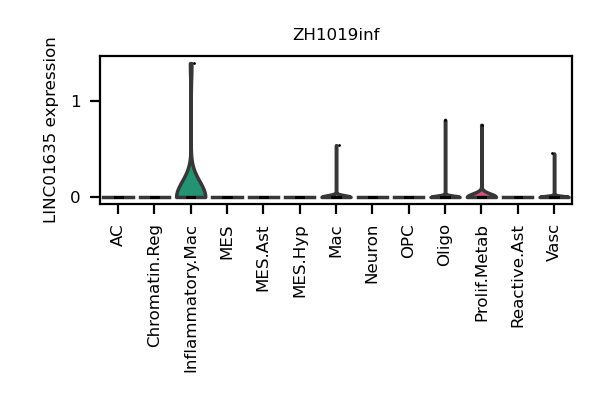 ZH1019inf
LINC01635 expression
1
0
AC
Chromatin.Reg
Inflammatory.Mac
MES
MES.Ast
MES.Hyp
Mac
Neuron
OPC
Oligo
Prolif.Metab
Reactive.Ast
Vasc